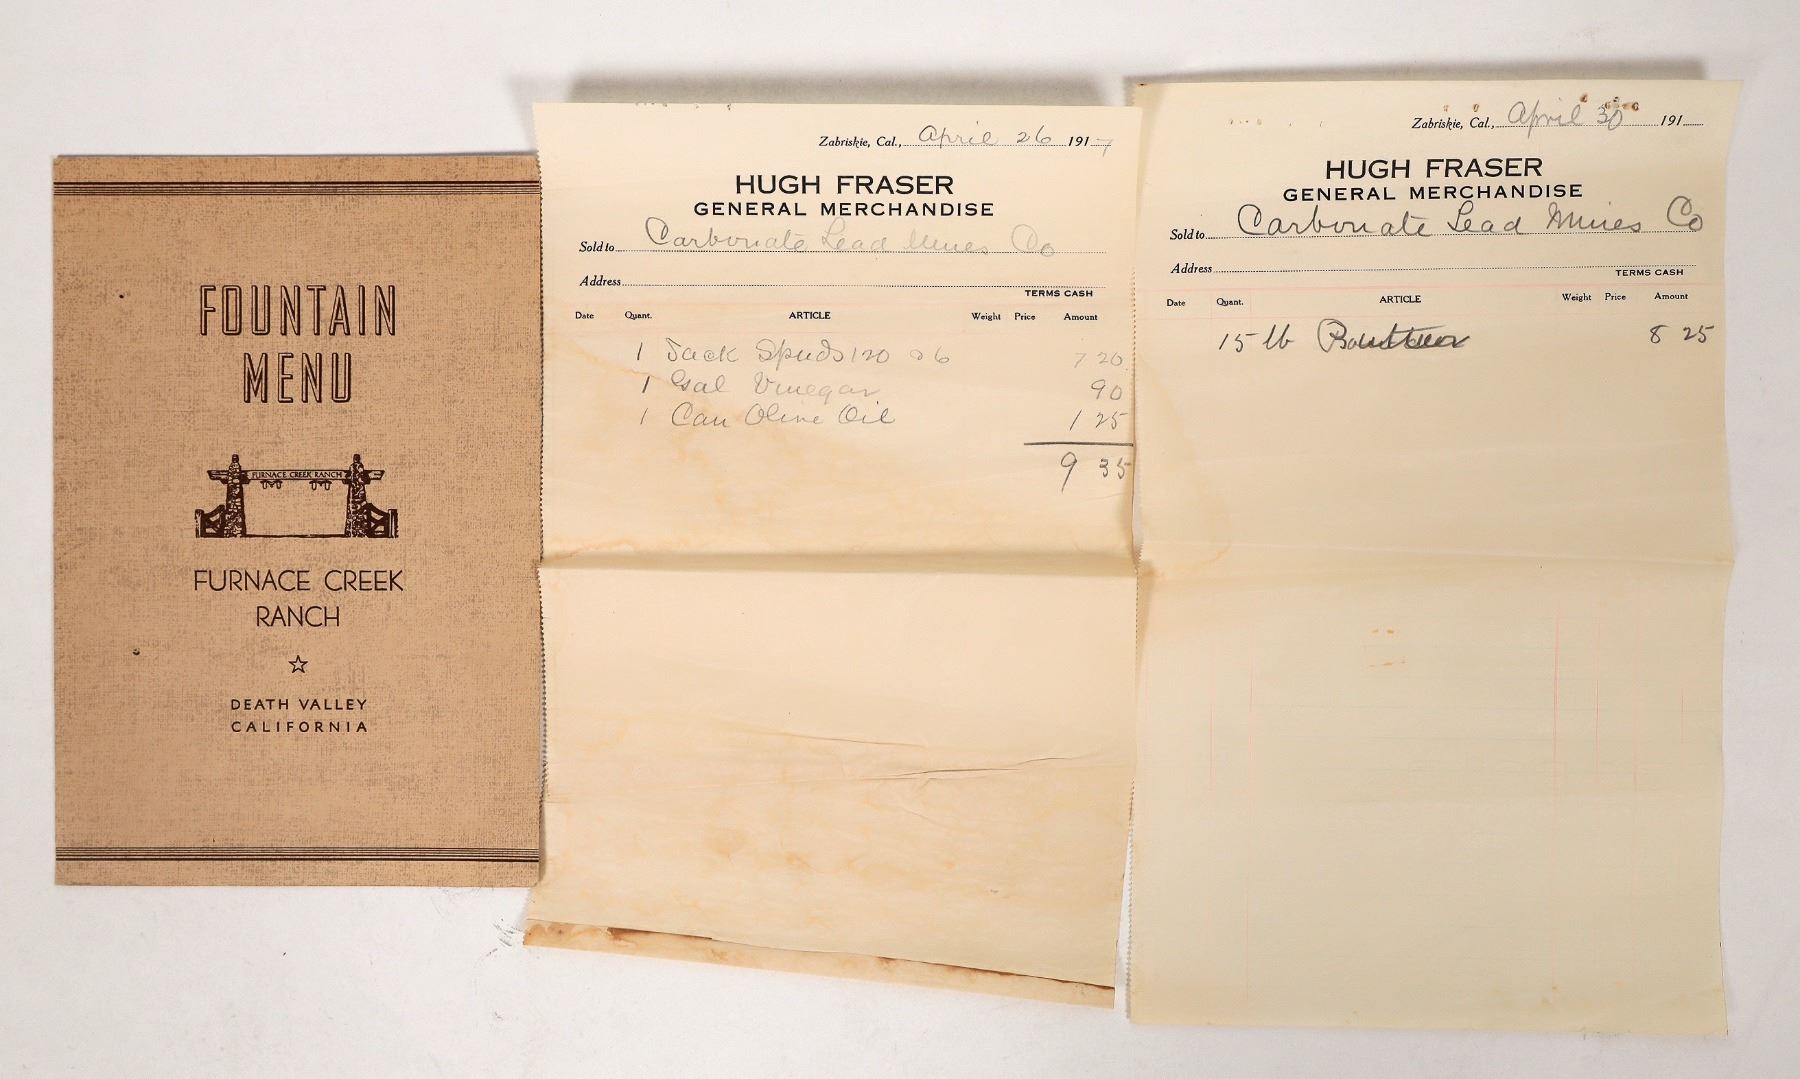 FOUNTAIN
MENU
FURNACE CREEK RANCH
FURNACE CREEK
RANCH
DEATH VALLEY
CALIFORNIA
Zabriskie, Cal., April 26 1917
HUGH FRASER
GENERAL MERCHANDISE
Sold to Carbonate Lead Mines Co
Address
TERMS CASH
Date Quant. ARTICLE Weight Price Amount
1 Sack Spuds 120 06 7 20
1 Gal Vinegar 90
1 Can Olive Oil 1 25
9 35
Zabriskie, Cal., April 30 191
HUGH FRASER
GENERAL MERCHANDISE
Sold to Carbonate Lead Mines Co
Address
TERMS CASH
Date Quant. ARTICLE Weight Price Amount
15 lb 8 25